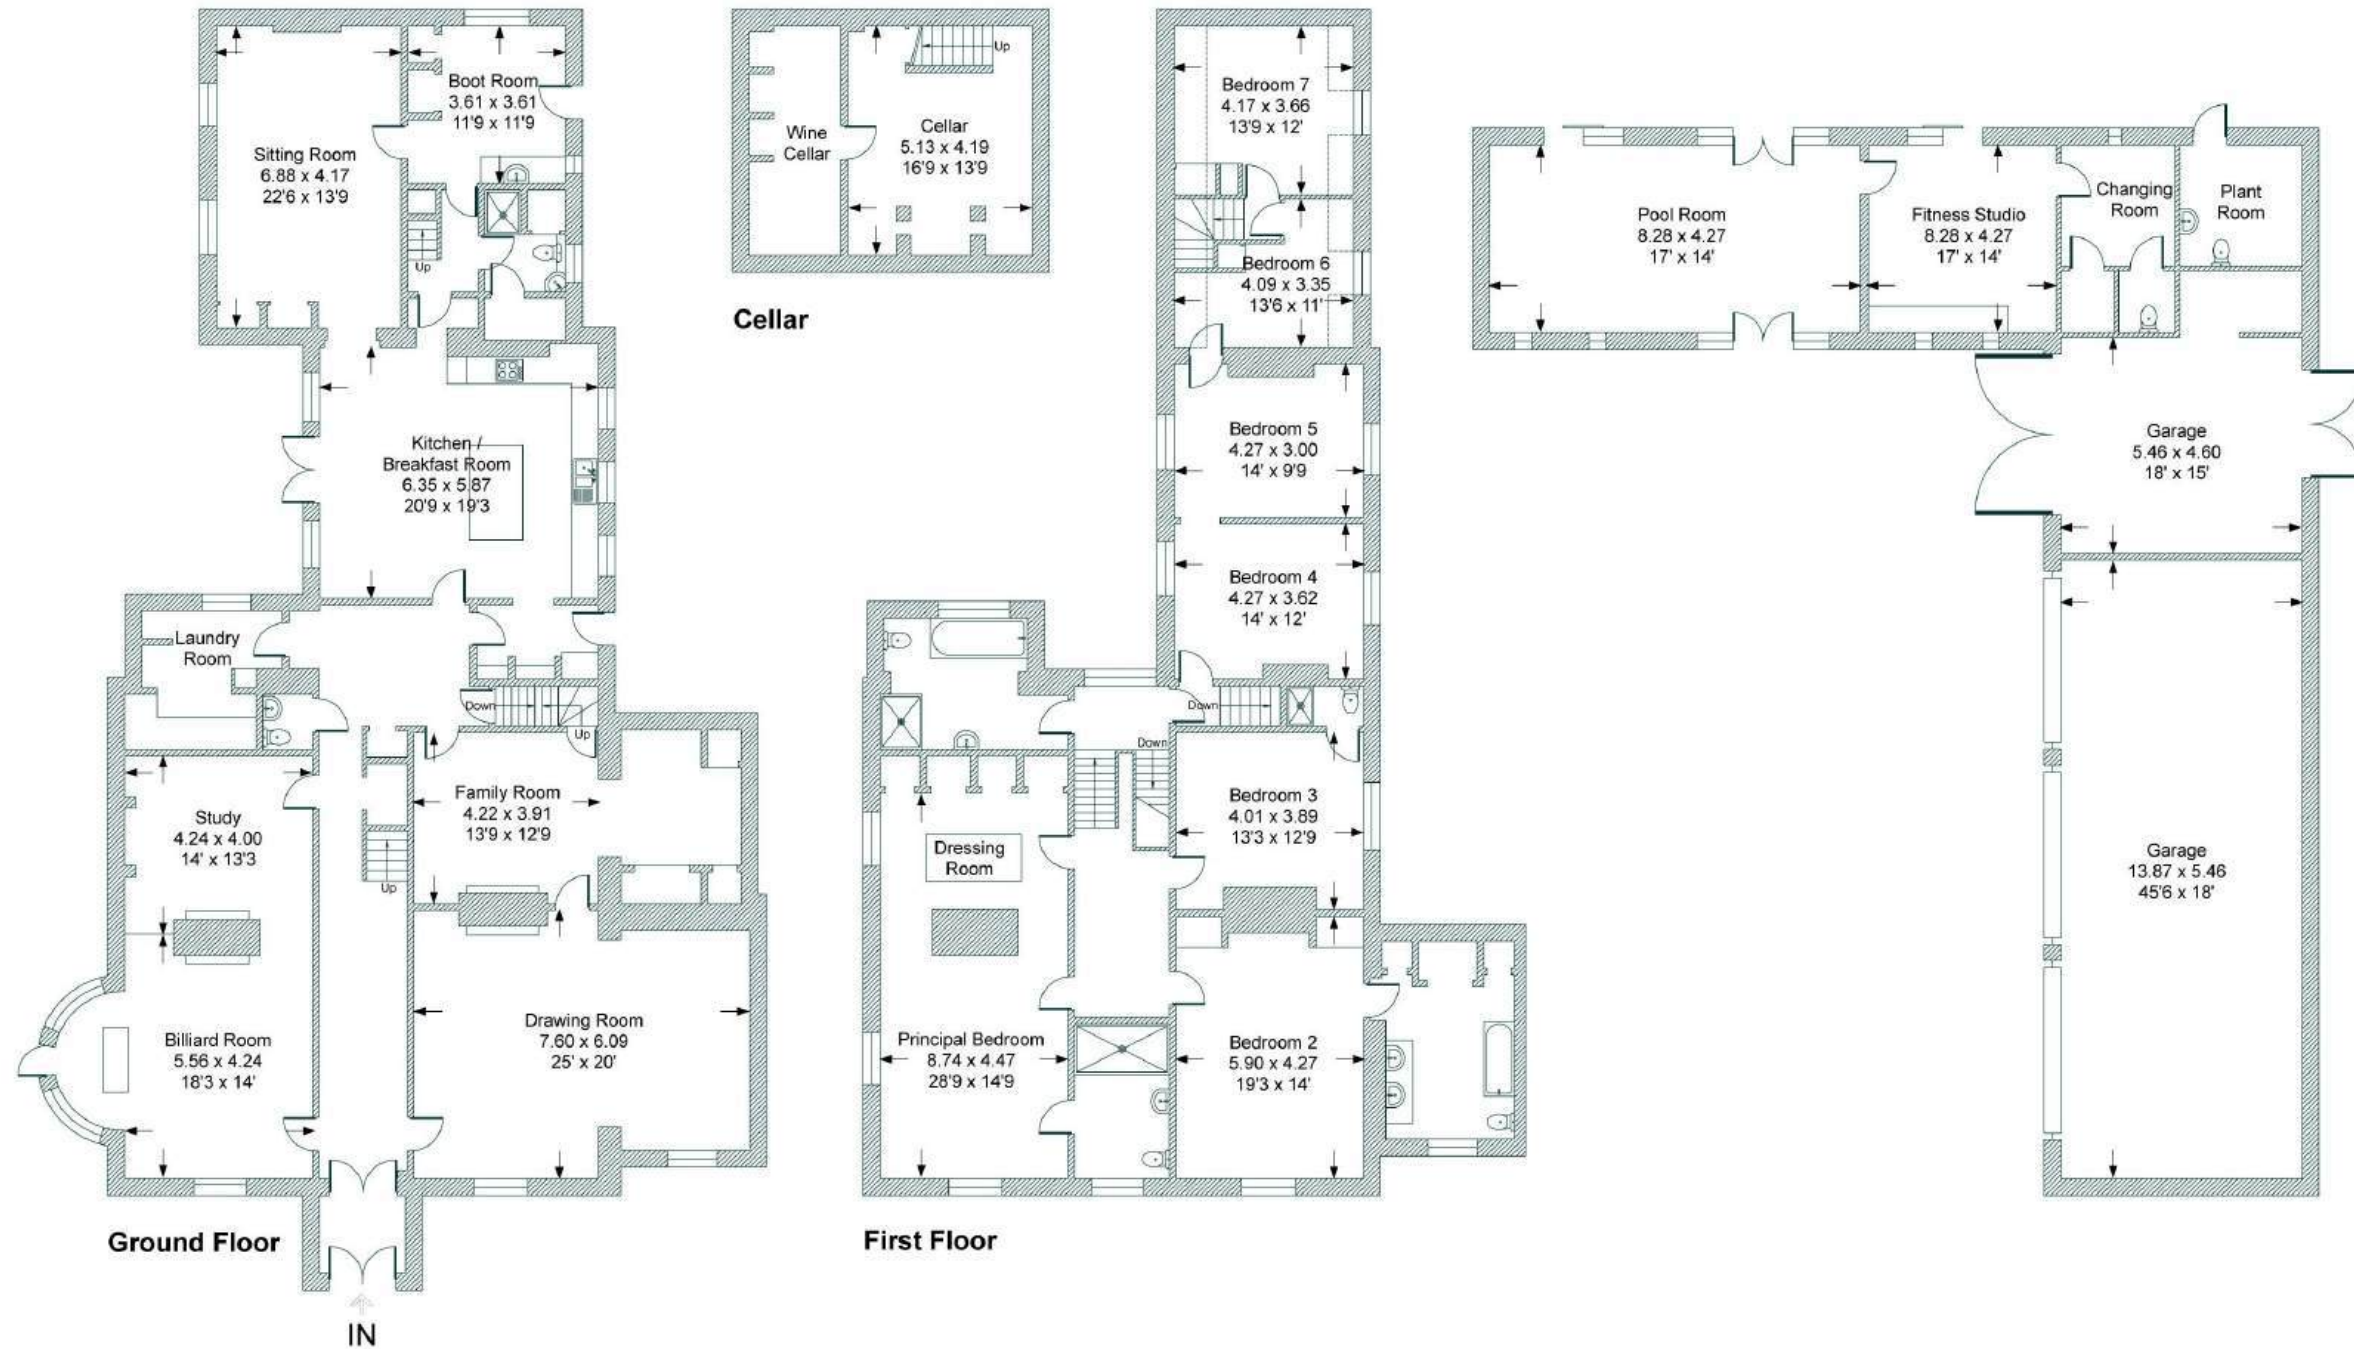 Sitting Room
6.88 x 4.17
22'6 x 13'9
Boot Room
3.61 x 3.61
11'9 x 11'9
Up
Kitchen /
Breakfast Room
6.35 x 5.87
20'9 x 19'3
Laundry
Room
Down
Up
Study
4.24 x 4.00
14' x 13'3
Family Room
4.22 x 3.91
13'9 x 12'9
Up
Billiard Room
5.56 x 4.24
18'3 x 14'
Drawing Room
7.60 x 6.09
25' x 20'
Ground Floor
IN
Wine
Cellar
Cellar
5.13 x 4.19
16'9 x 13'9
Up
Cellar
Bedroom 7
4.17 x 3.66
13'9 x 12'
Bedroom 6
4.09 x 3.35
13'6 x 11'
Bedroom 5
4.27 x 3.00
14' x 9'9
Bedroom 4
4.27 x 3.62
14' x 12'
Down
Down
Dressing
Room
Bedroom 3
4.01 x 3.89
13'3 x 12'9
Principal Bedroom
8.74 x 4.47
28'9 x 14'9
Bedroom 2
5.90 x 4.27
19'3 x 14'
First Floor
Pool Room
8.28 x 4.27
17' x 14'
Fitness Studio
8.28 x 4.27
17' x 14'
Changing
Room
Plant
Room
Garage
5.46 x 4.60
18' x 15'
Garage
13.87 x 5.46
45'6 x 18'